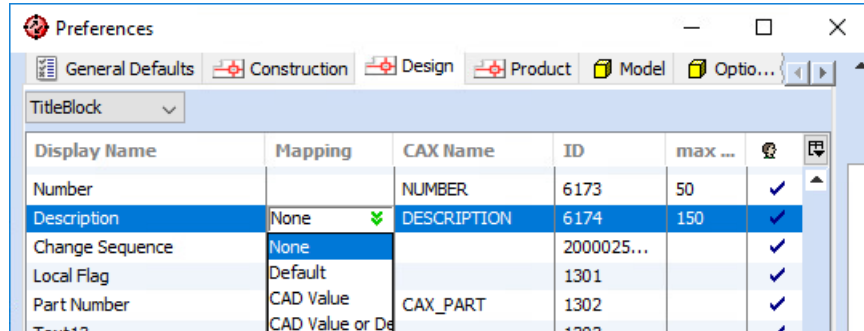 Preferences
General Defaults Construction Design Product Model Optio...
TitleBlock
Display Name Mapping CAX Name ID max ...
Number NUMBER 6173 50
Description None DESCRIPTION 6174 150
Change Sequence None 2000025...
Local Flag Default 1301
Part Number CAD Value CAX_PART 1302
CAD Value or De